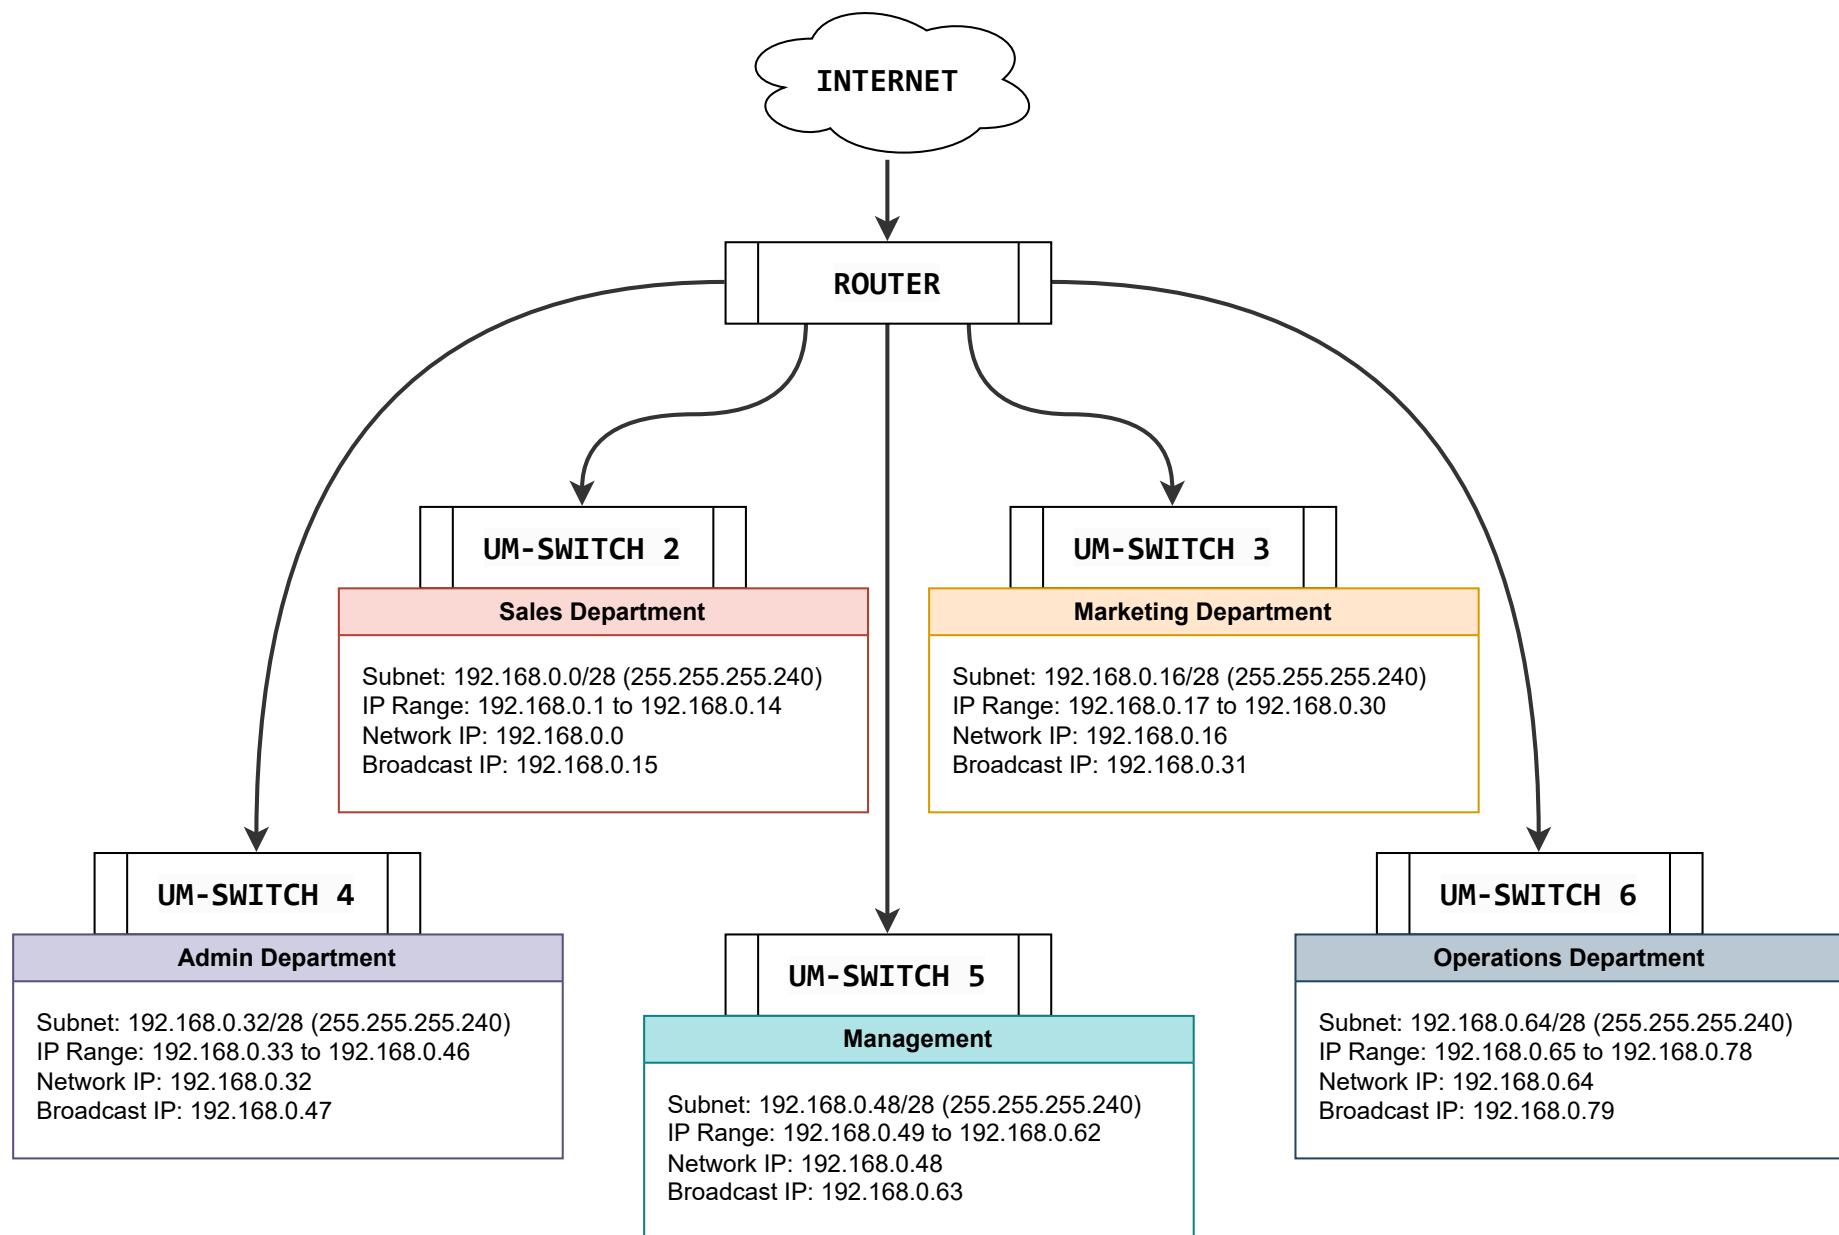 INTERNET
ROUTER
UM-SWITCH 2
UM-SWITCH 3
Sales Department
Subnet: 192.168.0.0/28 (255.255.255.240)
IP Range: 192.168.0.1 to 192.168.0.14
Network IP: 192.168.0.0
Broadcast IP: 192.168.0.15
Marketing Department
Subnet: 192.168.0.16/28 (255.255.255.240)
IP Range: 192.168.0.17 to 192.168.0.30
Network IP: 192.168.0.16
Broadcast IP: 192.168.0.31
UM-SWITCH 4
Admin Department
Subnet: 192.168.0.32/28 (255.255.255.240)
IP Range: 192.168.0.33 to 192.168.0.46
Network IP: 192.168.0.32
Broadcast IP: 192.168.0.47
UM-SWITCH 5
Management
Subnet: 192.168.0.48/28 (255.255.255.240)
IP Range: 192.168.0.49 to 192.168.0.62
Network IP: 192.168.0.48
Broadcast IP: 192.168.0.63
UM-SWITCH 6
Operations Department
Subnet: 192.168.0.64/28 (255.255.255.240)
IP Range: 192.168.0.65 to 192.168.0.78
Network IP: 192.168.0.64
Broadcast IP: 192.168.0.79